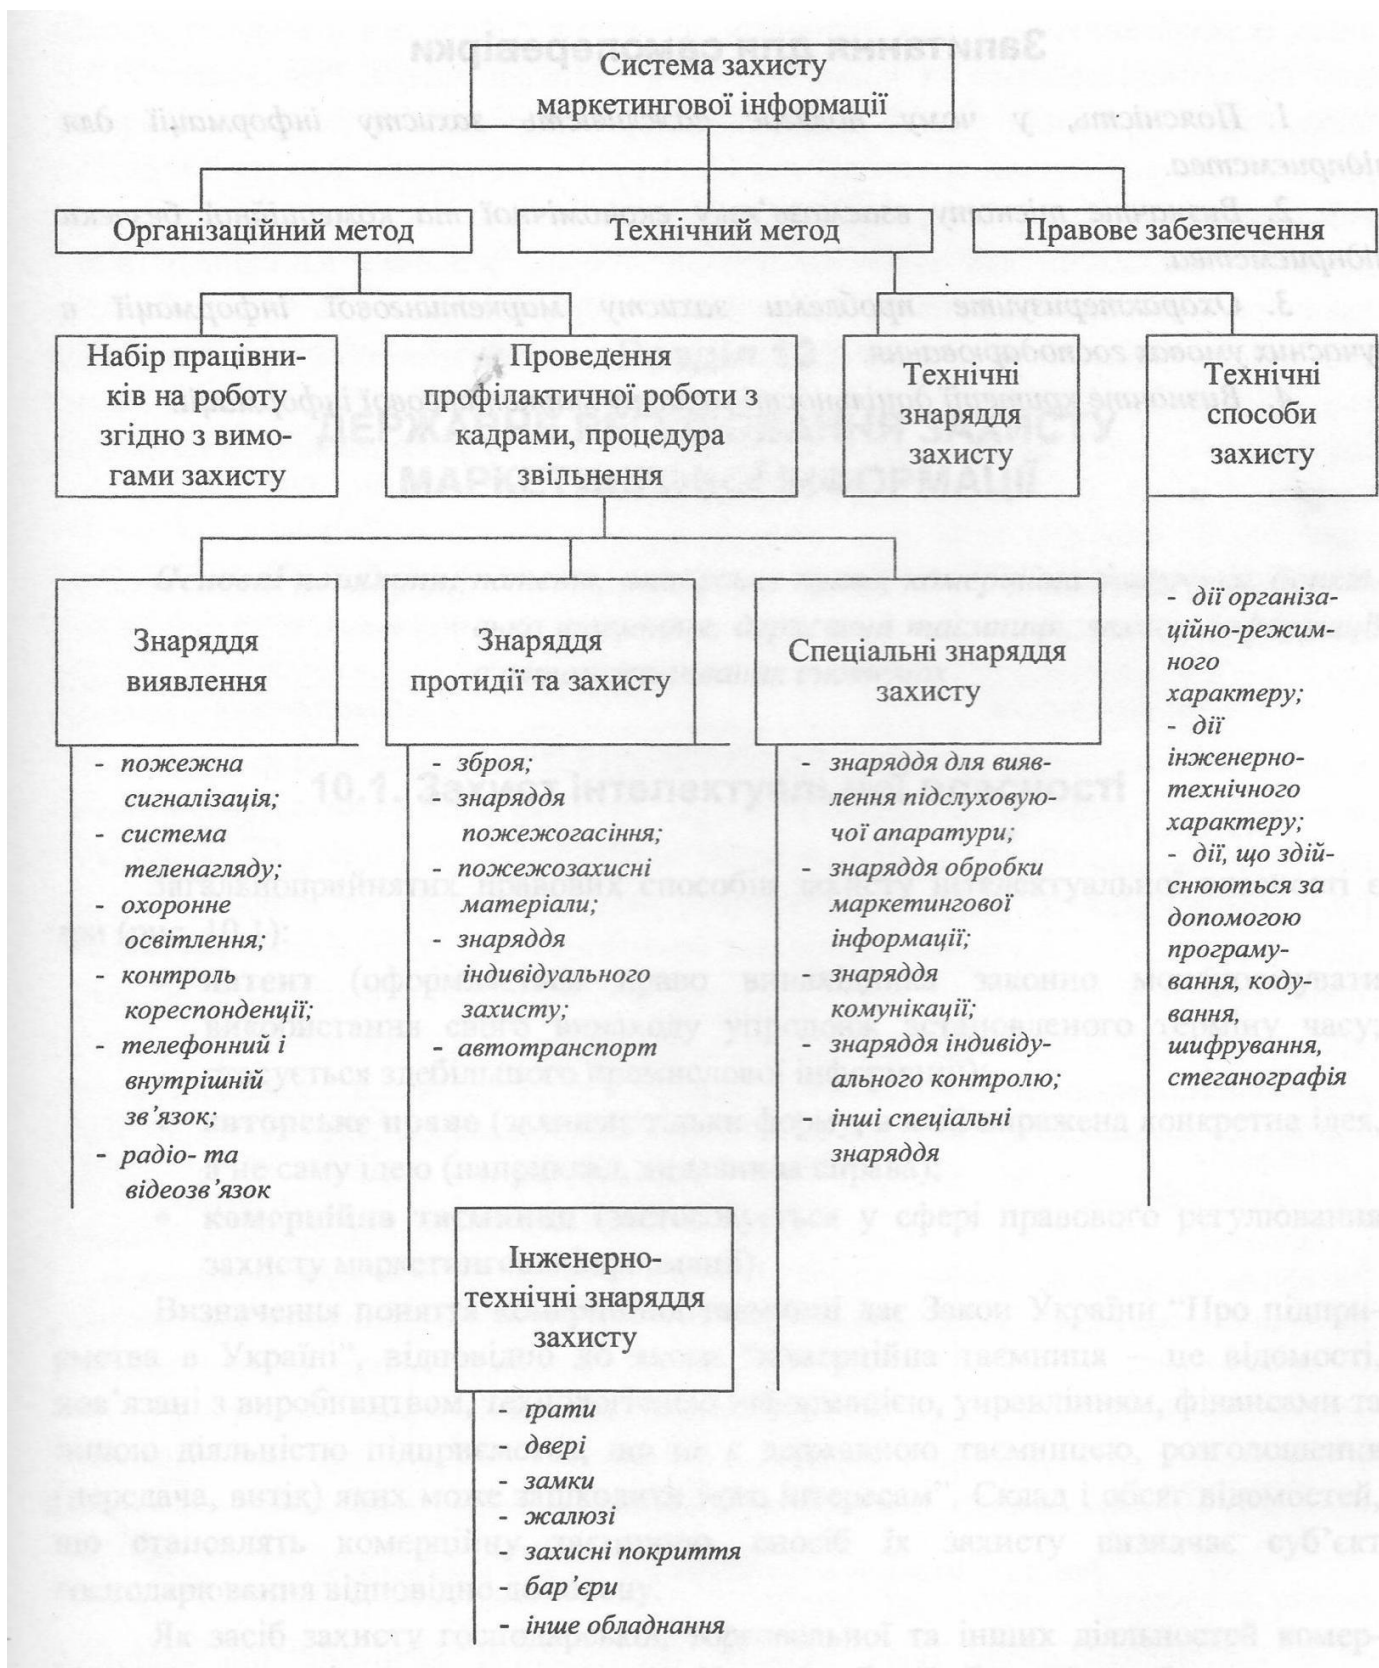 Система захисту
маркетингової інформації
Організаційний метод
Технічний метод
Правове забезпечення
Набір працівни-
ків на роботу
згідно з вимо-
гами захисту
Проведення
профілактичної роботи з
кадрами, процедура
звільнення
Технічні
знаряддя
захисту
Технічні
способи
захисту
Знаряддя
виявлення
Знаряддя
протидії та захисту
Спеціальні знаряддя
захисту
- дії організа-
ційно-режим-
ного
характеру;
- дії
інженерно-
технічного
характеру;
- дії, що здій-
снюються за
допомогою
програму-
вання, коду-
вання,
шифрування,
стеганографія
- пожежна
сигналізація;
- система
теленагляду;
- охоронне
освітлення;
- контроль
кореспонденції;
- телефонний і
внутрішній
зв’язок;
- радіо- та
відеозв’язок
- зброя;
- знаряддя
пожежогасіння;
- пожежозахисні
матеріали;
- знаряддя
індивідуального
захисту;
- автотранспорт
- знаряддя для вияв-
лення підслуховую-
чої апаратури;
- знаряддя обробки
маркетингової
інформації;
- знаряддя
комунікації;
- знаряддя індивіду-
ального контролю;
- інші спеціальні
знаряддя
Інженерно-
технічні знаряддя
захисту
- ґрати
- двері
- замки
- жалюзі
- захисні покриття
- бар’єри
- інше обладнання